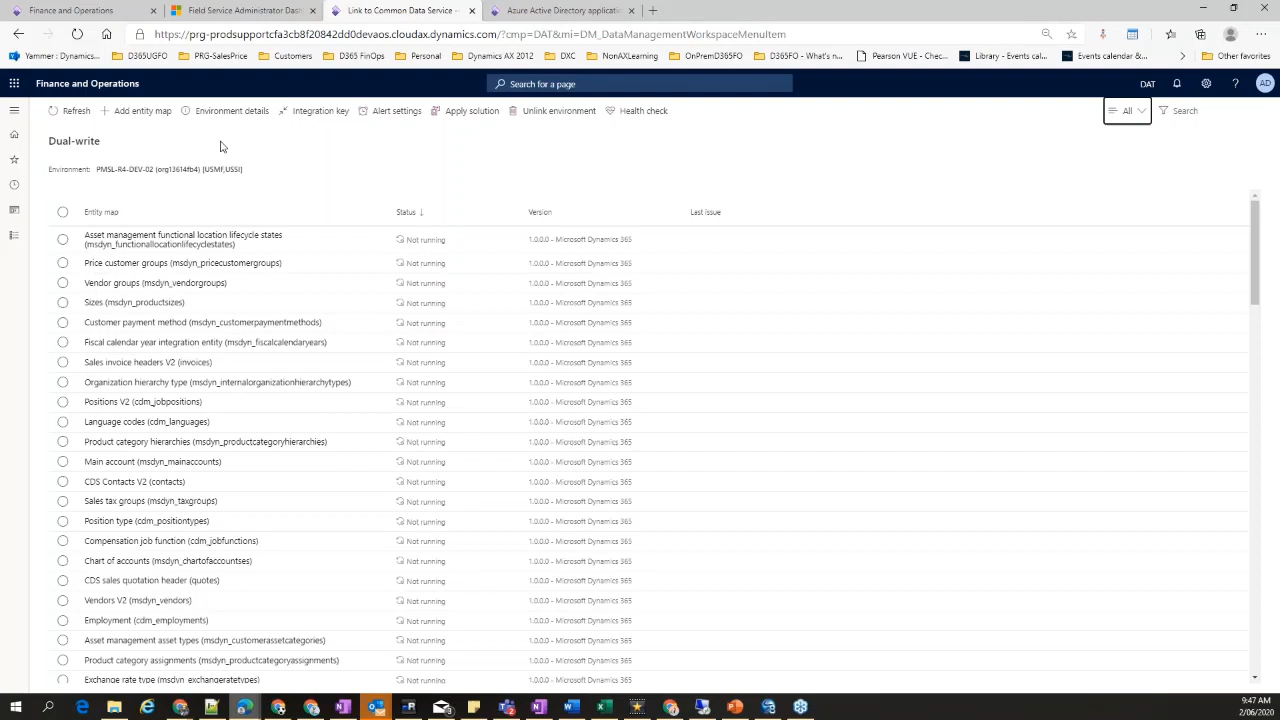 Finance and Operations
Field Service Administrator Dash
Link to Common Data Service --
Azure Active Directory application
https://prg-prodsupportcfa3cb8f20842dd0devaos.cloudax.dynamics.com/?cmp=DAT&mi=DM_DataManagementWorkspaceMenuItem
Yammer : Dynamics...
D365UGFO
PRG-SalesPrice
Customers
D365 FinOps
Personal
Dynamics AX 2012
DXC
NonAXLearning
OnPremD365FO
D365FO - What's n...
Pearson VUE - Chec...
Library - Events cal...
Events calendar &...
Other favorites
Finance and Operations
Search for a page
DAT
AD
Refresh
Add entity map
Environment details
Integration key
Alert settings
Apply solution
Unlink environment
Health check
All
Search
Dual-write
Environment: PMSL-R4-DEV-02 (org13614fb4) [USMF,USSI]
Entity map Status Version Last issue
Asset management functional location lifecycle states (msdyn_functionallocationlifecyclestates) Not running 1.0.0.0 - Microsoft Dynamics 365
Price customer groups (msdyn_pricecustomergroups) Not running 1.0.0.0 - Microsoft Dynamics 365
Vendor groups (msdyn_vendorgroups) Not running 1.0.0.0 - Microsoft Dynamics 365
Sizes (msdyn_productsizes) Not running 1.0.0.0 - Microsoft Dynamics 365
Customer payment method (msdyn_customerpaymentmethods) Not running 1.0.0.0 - Microsoft Dynamics 365
Fiscal calendar year integration entity (msdyn_fiscalcalendaryears) Not running 1.0.0.0 - Microsoft Dynamics 365
Sales invoice headers V2 (invoices) Not running 1.0.0.0 - Microsoft Dynamics 365
Organization hierarchy type (msdyn_internalorganizationhierarchytypes) Not running 1.0.0.0 - Microsoft Dynamics 365
Positions V2 (cdm_jobpositions) Not running 1.0.0.0 - Microsoft Dynamics 365
Language codes (cdm_languages) Not running 1.0.0.0 - Microsoft Dynamics 365
Product category hierarchies (msdyn_productcategoryhierarchies) Not running 1.0.0.0 - Microsoft Dynamics 365
Main account (msdyn_mainaccounts) Not running 1.0.0.0 - Microsoft Dynamics 365
CDS Contacts V2 (contacts) Not running 1.0.0.0 - Microsoft Dynamics 365
Sales tax groups (msdyn_taxgroups) Not running 1.0.0.0 - Microsoft Dynamics 365
Position type (cdm_positiontypes) Not running 1.0.0.0 - Microsoft Dynamics 365
Compensation job function (cdm_jobfunctions) Not running 1.0.0.0 - Microsoft Dynamics 365
Chart of accounts (msdyn_chartofaccountses) Not running 1.0.0.0 - Microsoft Dynamics 365
CDS sales quotation header (quotes) Not running 1.0.0.0 - Microsoft Dynamics 365
Vendors V2 (msdyn_vendors) Not running 1.0.0.0 - Microsoft Dynamics 365
Employment (cdm_employments) Not running 1.0.0.0 - Microsoft Dynamics 365
Asset management asset types (msdyn_customerassetcategories) Not running 1.0.0.0 - Microsoft Dynamics 365
Product category assignments (msdyn_productcategoryassignments) Not running 1.0.0.0 - Microsoft Dynamics 365
Exchange rate type (msdyn_exchangeratetypes) Not running 1.0.0.0 - Microsoft Dynamics 365
9:47 AM
2/06/2020